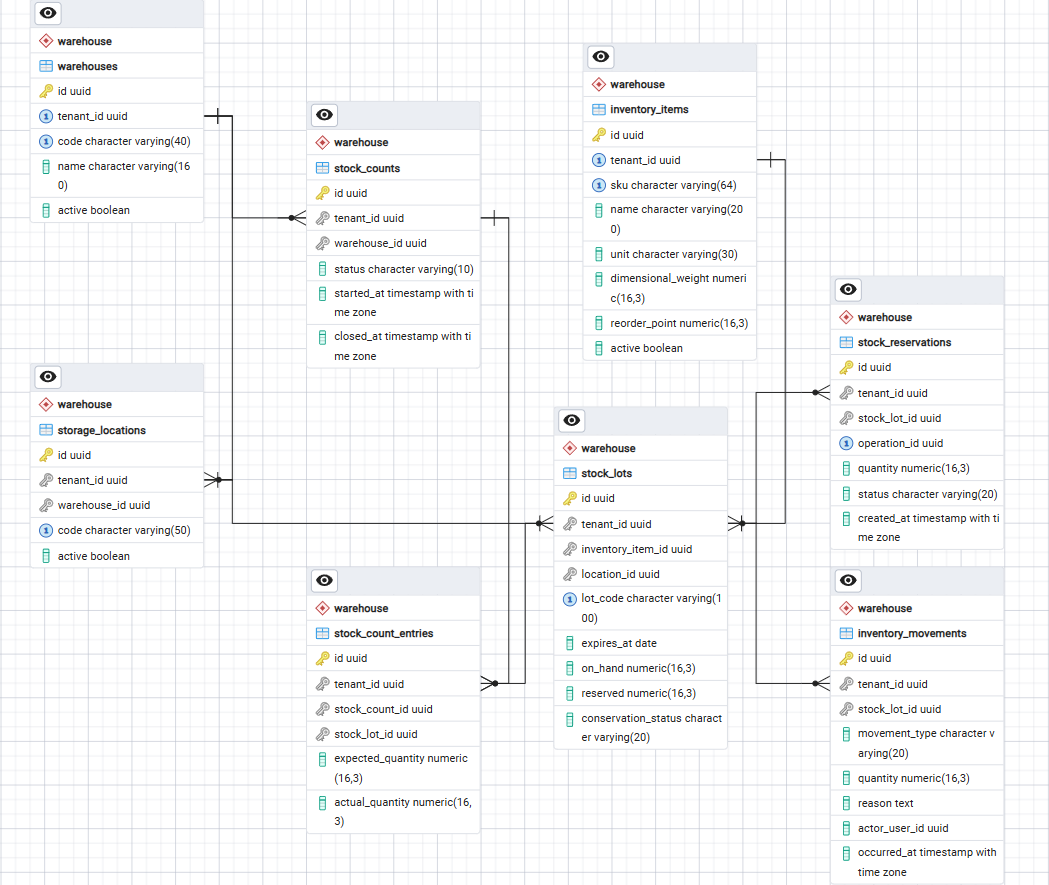 warehouse
warehouses
id uuid
tenant_id uuid
code character varying(40)
name character varying(16
0)
active boolean
warehouse
stock_counts
id uuid
tenant_id uuid
warehouse_id uuid
status character varying(10)
started_at timestamp with ti
me zone
closed_at timestamp with ti
me zone
warehouse
inventory_items
id uuid
tenant_id uuid
sku character varying(64)
name character varying(20
0)
unit character varying(30)
dimensional_weight numeri
c(16,3)
reorder_point numeric(16,3)
active boolean
warehouse
stock_reservations
id uuid
tenant_id uuid
stock_lot_id uuid
operation_id uuid
quantity numeric(16,3)
status character varying(20)
created_at timestamp with ti
me zone
warehouse
storage_locations
id uuid
tenant_id uuid
warehouse_id uuid
code character varying(50)
active boolean
warehouse
stock_lots
id uuid
tenant_id uuid
inventory_item_id uuid
location_id uuid
lot_code character varying(1
00)
expires_at date
on_hand numeric(16,3)
reserved numeric(16,3)
conservation_status charact
er varying(20)
warehouse
stock_count_entries
id uuid
tenant_id uuid
stock_count_id uuid
stock_lot_id uuid
expected_quantity numeric
(16,3)
actual_quantity numeric(16,
3)
warehouse
inventory_movements
id uuid
tenant_id uuid
stock_lot_id uuid
movement_type character v
arying(20)
quantity numeric(16,3)
reason text
actor_user_id uuid
occurred_at timestamp with
time zone